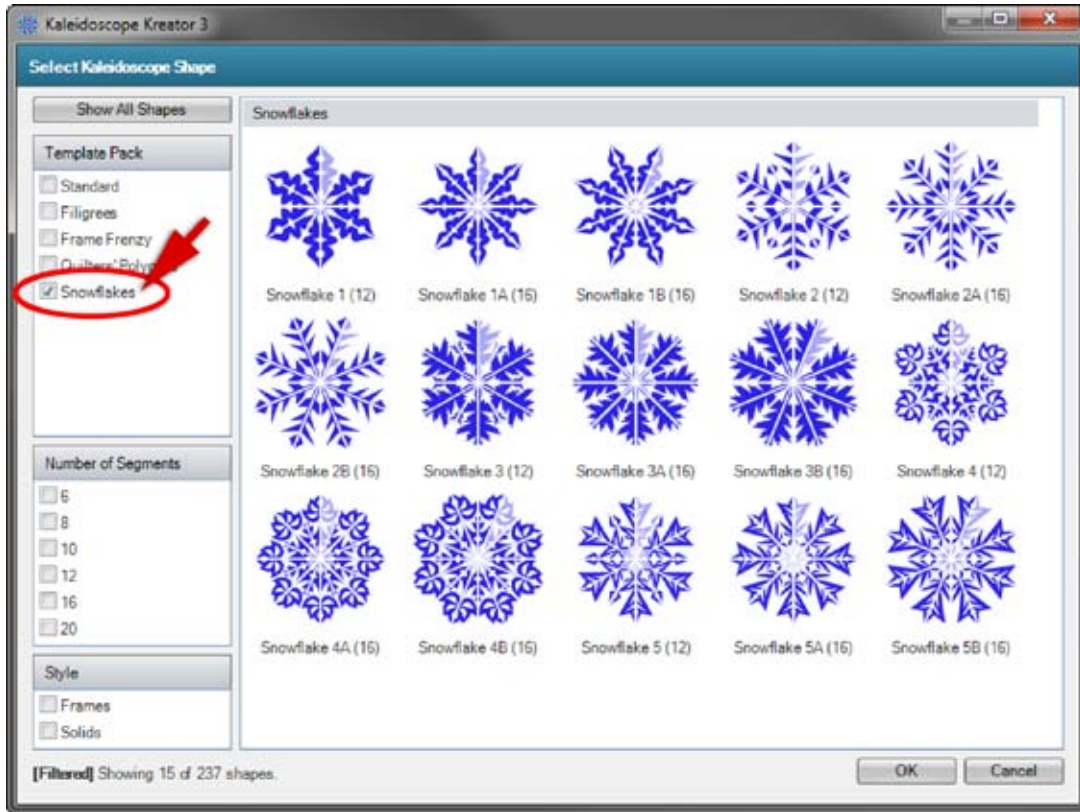 Kaleidoscope Kreator 3
Select Kaleidoscope Shape
Show All Shapes
Template Pack
Standard
Filigrees
Frame Frenzy
Quilters'
Snowflakes
Number of Segments
6
8
10
12
16
20
Style
Frames
Solids
Snowflakes
Snowflake 1 (12) Snowflake 1A (16) Snowflake 1B (16) Snowflake 2 (12) Snowflake 2A (16)
Snowflake 2B (16) Snowflake 3 (12) Snowflake 3A (16) Snowflake 3B (16) Snowflake 4 (12)
Snowflake 4A (16) Snowflake 4B (16) Snowflake 5 (12) Snowflake 5A (16) Snowflake 5B (16)
[Filtered] Showing 15 of 237 shapes.
OK Cancel